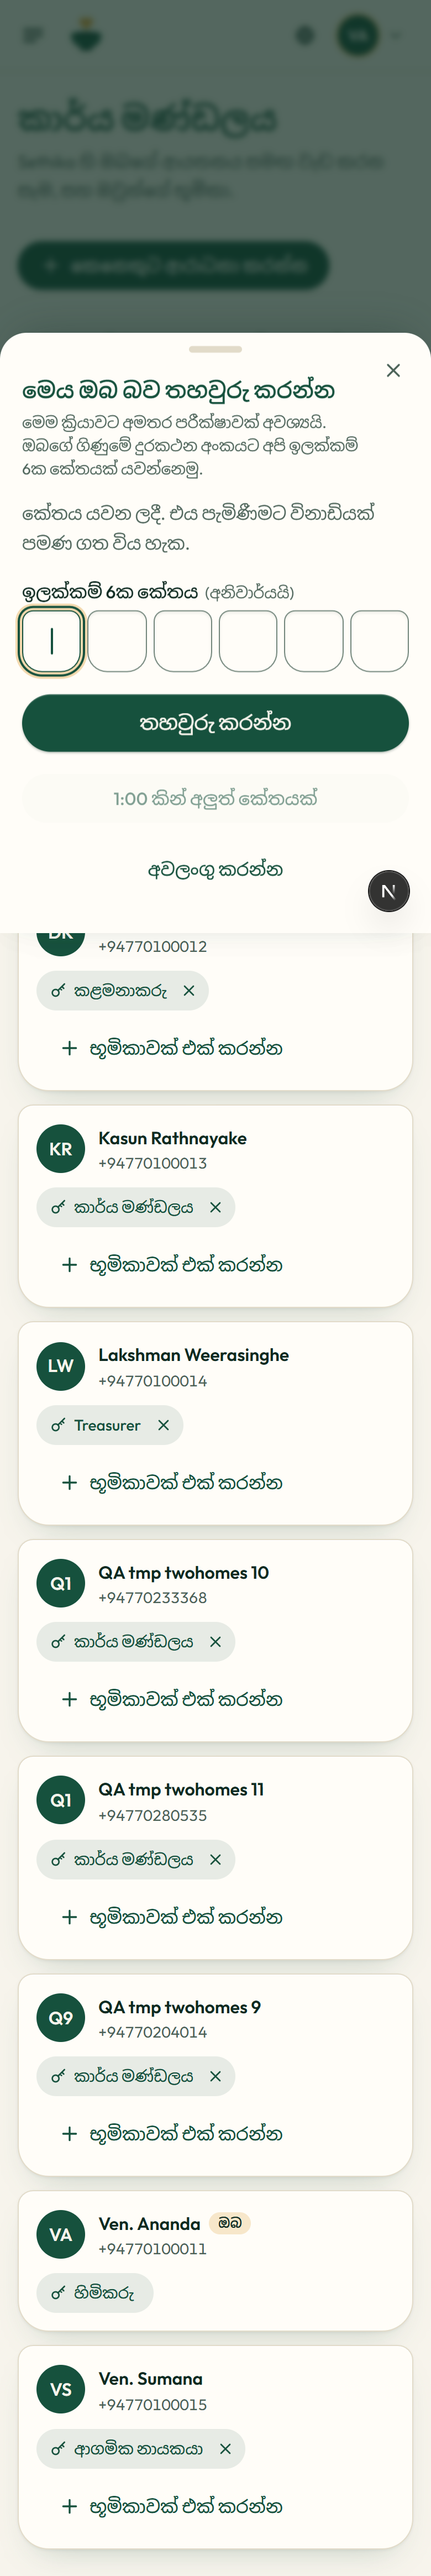 කාර්ය මණ්ඩලය
මෙය ඔබ බව තහවුරු කරන්න
මෙම ක්‍රියාවට අමතර පරීක්ෂාවක් අවශ්‍යයි.
ඔබගේ ගිණුමේ දුරකථන අංකයට අපි ඉලක්කම්
6ක කේතයක් යවන්නෙමු.
කේතය යවන ලදී. එය පැමිණීමට විනාඩියක්
පමණ ගත විය හැක.
ඉලක්කම් 6ක කේතය (අනිවාර්යයි)
තහවුරු කරන්න
1:00 කින් අලුත් කේතයක්
අවලංගු කරන්න
N
+94770100012
කළමනාකරු
භූමිකාවක් එක් කරන්න
KR Kasun Rathnayake
+94770100013
කාර්ය මණ්ඩලය
භූමිකාවක් එක් කරන්න
LW Lakshman Weerasinghe
+94770100014
Treasurer
භූමිකාවක් එක් කරන්න
Q1 QA tmp twohomes 10
+94770233368
කාර්ය මණ්ඩලය
භූමිකාවක් එක් කරන්න
Q1 QA tmp twohomes 11
+94770280535
කාර්ය මණ්ඩලය
භූමිකාවක් එක් කරන්න
Q9 QA tmp twohomes 9
+94770204014
කාර්ය මණ්ඩලය
භූමිකාවක් එක් කරන්න
VA Ven. Ananda ඔබ
+94770100011
හිමිකරු
VS Ven. Sumana
+94770100015
ආගමික නායකයා
භූමිකාවක් එක් කරන්න